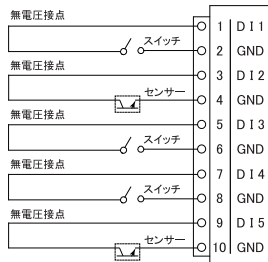 無電圧接点
1 DI1
スイッチ
2 GND
無電圧接点
3 DI2
センサー
4 GND
無電圧接点
5 DI3
スイッチ
6 GND
無電圧接点
7 DI4
スイッチ
8 GND
無電圧接点
9 DI5
センサー
10 GND